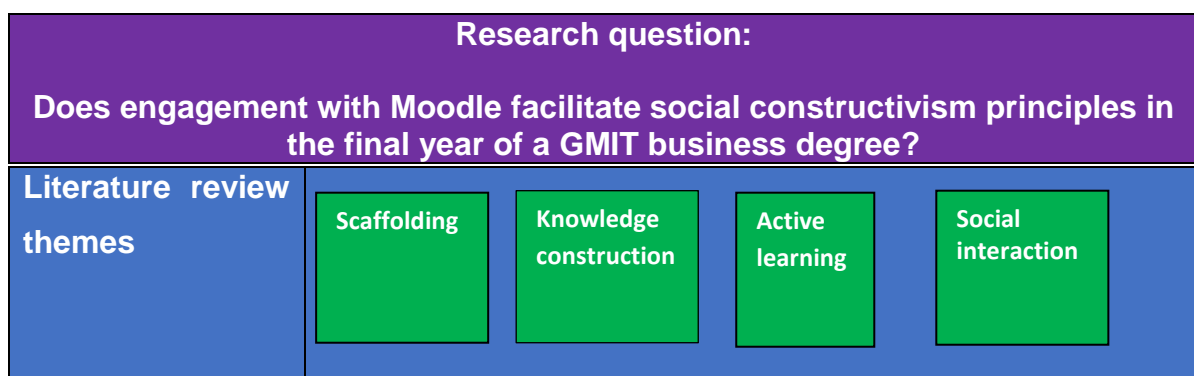 Research question:
Does engagement with Moodle facilitate social constructivism principles in
the final year of a GMIT business degree?
Literature review
themes
Scaffolding
Knowledge
construction
Active
learning
Social
interaction